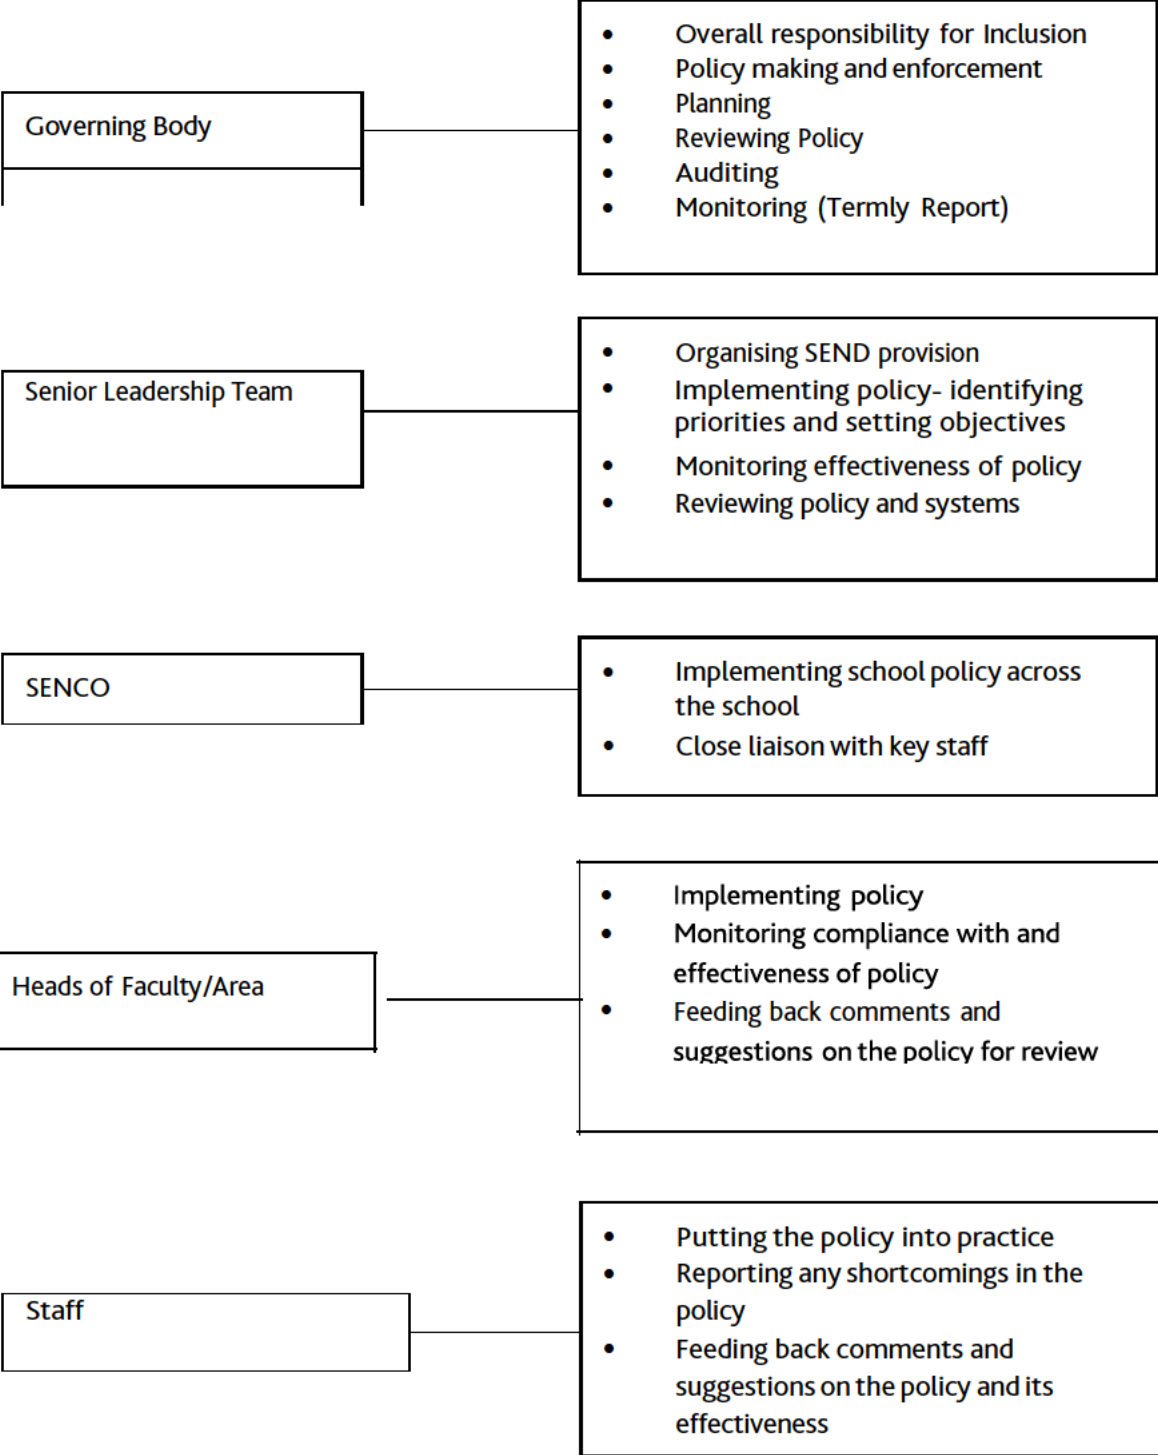 Governing Body
• Overall responsibility for Inclusion
• Policy making and enforcement
• Planning
• Reviewing Policy
• Auditing
• Monitoring (Termly Report)
Senior Leadership Team
• Organising SEND provision
• Implementing policy- identifying
priorities and setting objectives
• Monitoring effectiveness of policy
• Reviewing policy and systems
SENCO
• Implementing school policy across
the school
• Close liaison with key staff
Heads of Faculty/Area
• Implementing policy
• Monitoring compliance with and
effectiveness of policy
• Feeding back comments and
suggestions on the policy for review
Staff
• Putting the policy into practice
• Reporting any shortcomings in the
policy
• Feeding back comments and
suggestions on the policy and its
effectiveness